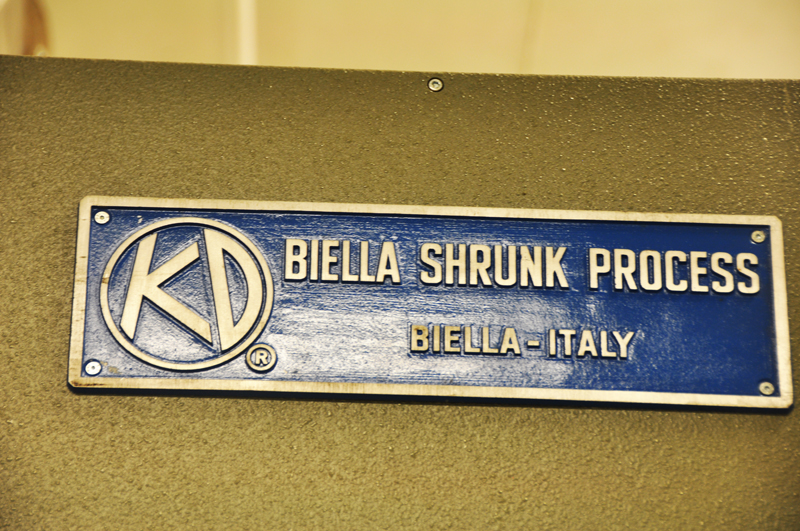 KD ®
BIELLA SHRUNK PROCESS
BIELLA - ITALY